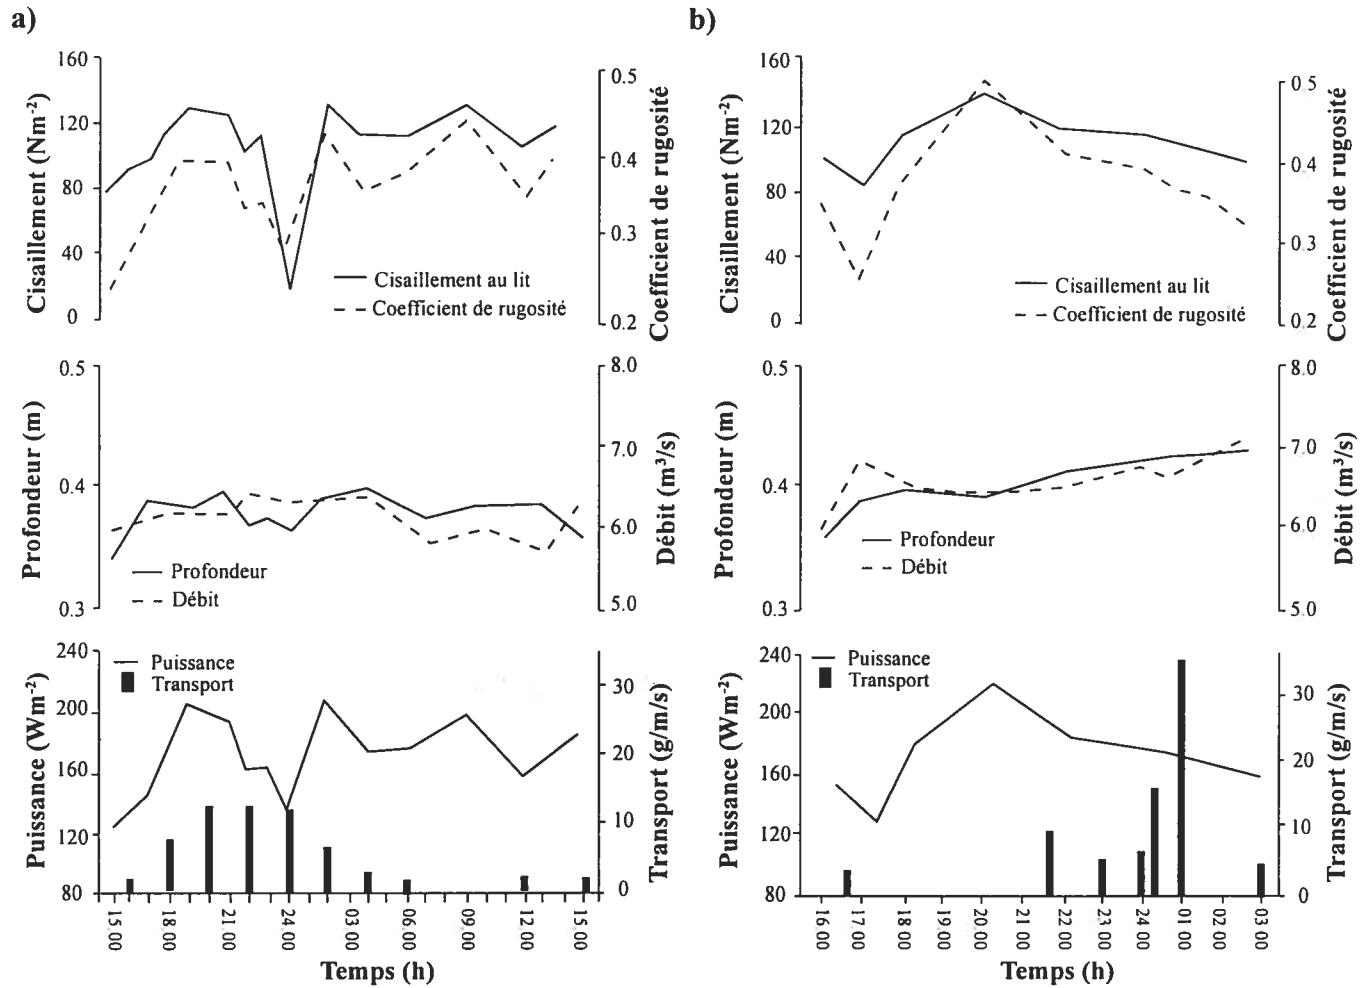 a)
160
120
80
40
0
Cisaillement (Nm⁻²)
0.5
0.4
0.3
0.2
Coefficient de rugosité
Cisaillement au lit
Coefficient de rugosité
0.5
0.4
0.3
Profondeur (m)
8.0
7.0
6.0
5.0
Débit (m³/s)
Profondeur
Débit
240
200
160
120
80
Puissance (Wm⁻²)
30
20
10
0
Transport (g/m/s)
Puissance
Transport
15:00
18:00
21:00
24:00
03:00
06:00
09:00
12:00
15:00
Temps (h)
b)
160
120
80
40
0
Cisaillement (Nm⁻²)
0.5
0.4
0.3
0.2
Coefficient de rugosité
Cisaillement au lit
Coefficient de rugosité
0.5
0.4
0.3
Profondeur (m)
8.0
7.0
6.0
5.0
Débit (m³/s)
Profondeur
Débit
240
200
160
120
80
Puissance (Wm⁻²)
30
20
10
0
Transport (g/m/s)
Puissance
Transport
16:00
17:00
18:00
19:00
20:00
21:00
22:00
23:00
24:00
01:00
02:00
03:00
Temps (h)